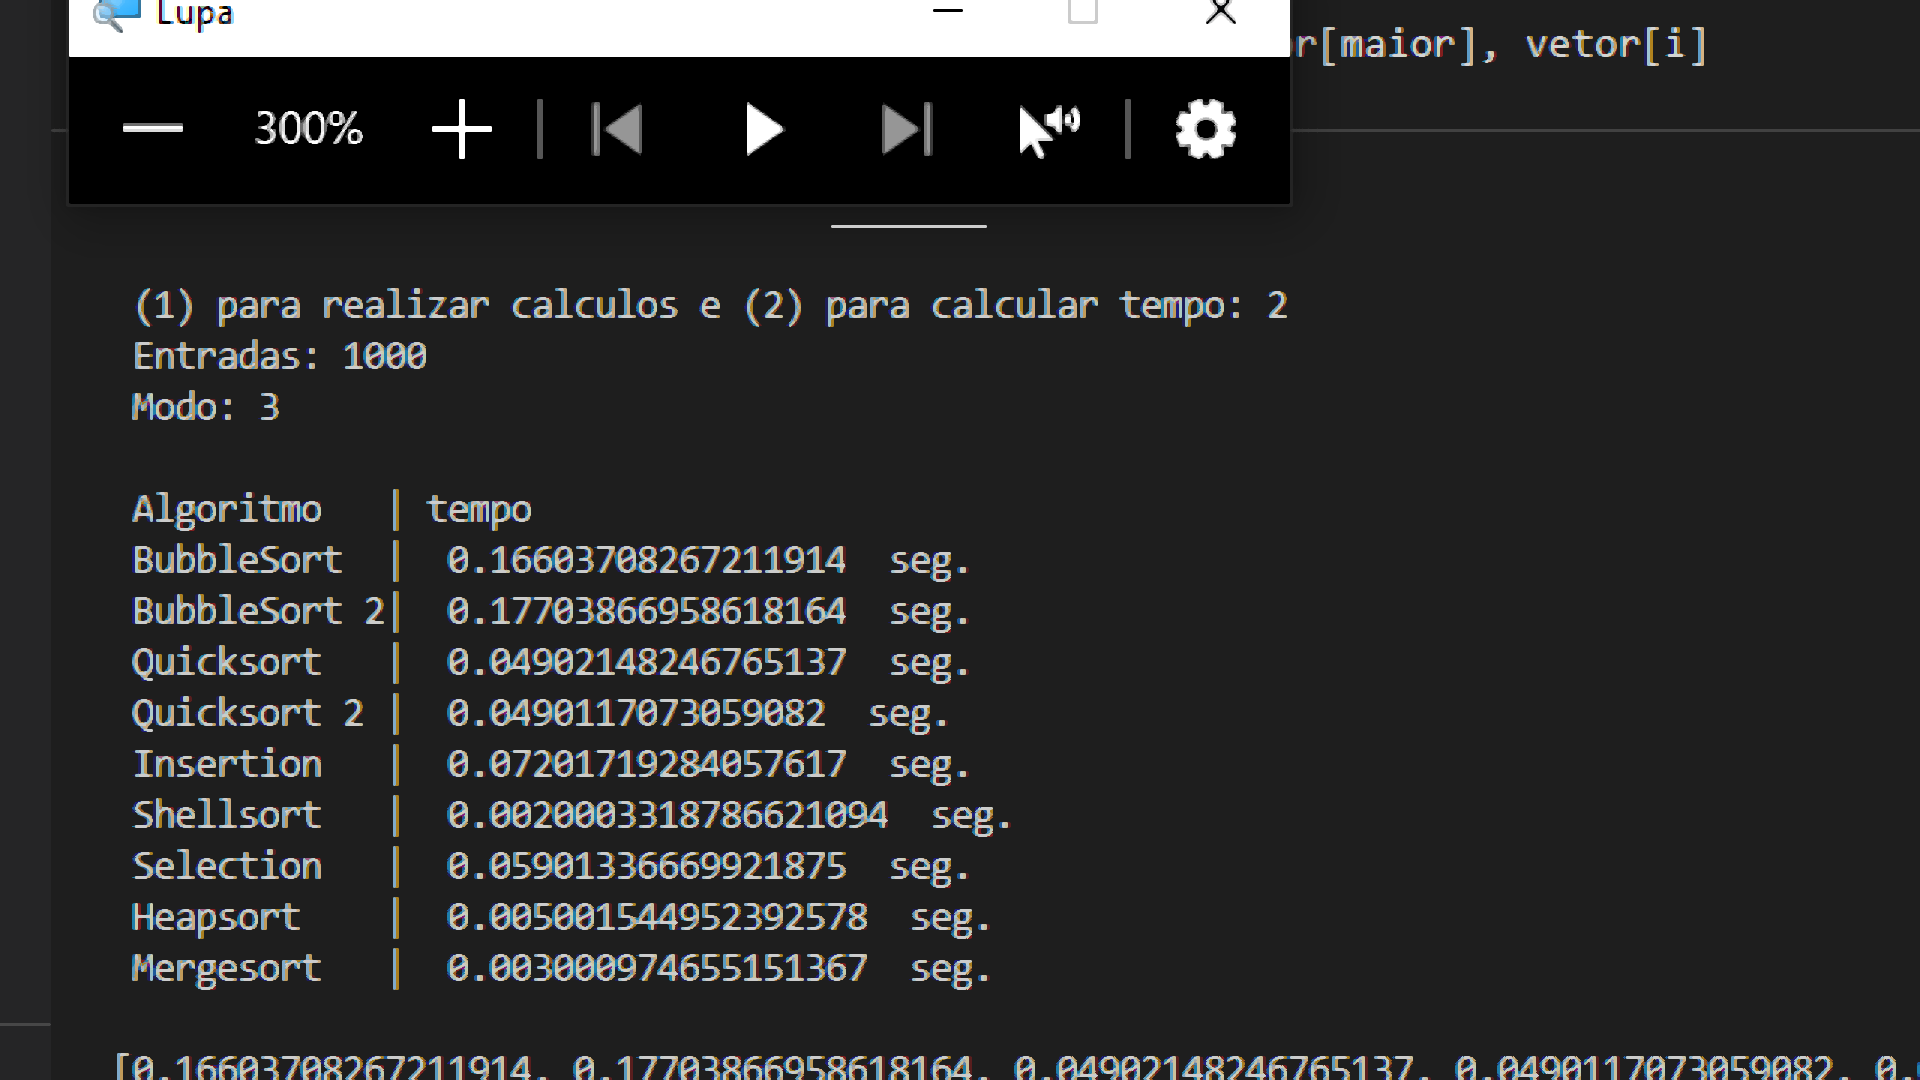 Lupa
r[maior], vetor[i]
300%
(1) para realizar calculos e (2) para calcular tempo: 2
Entradas: 1000
Modo: 3
Algoritmo | tempo
BubbleSort | 0.16603708267211914 seg.
BubbleSort 2| 0.17703866958618164 seg.
Quicksort | 0.04902148246765137 seg.
Quicksort 2 | 0.0490117073059082 seg.
Insertion | 0.07201719284057617 seg.
Shellsort | 0.0020003318786621094 seg.
Selection | 0.05901336669921875 seg.
Heapsort | 0.005001544952392578 seg.
Mergesort | 0.003000974655151367 seg.
[0.16603708267211914, 0.17703866958618164, 0.04902148246765137, 0.0490117073059082, 0.